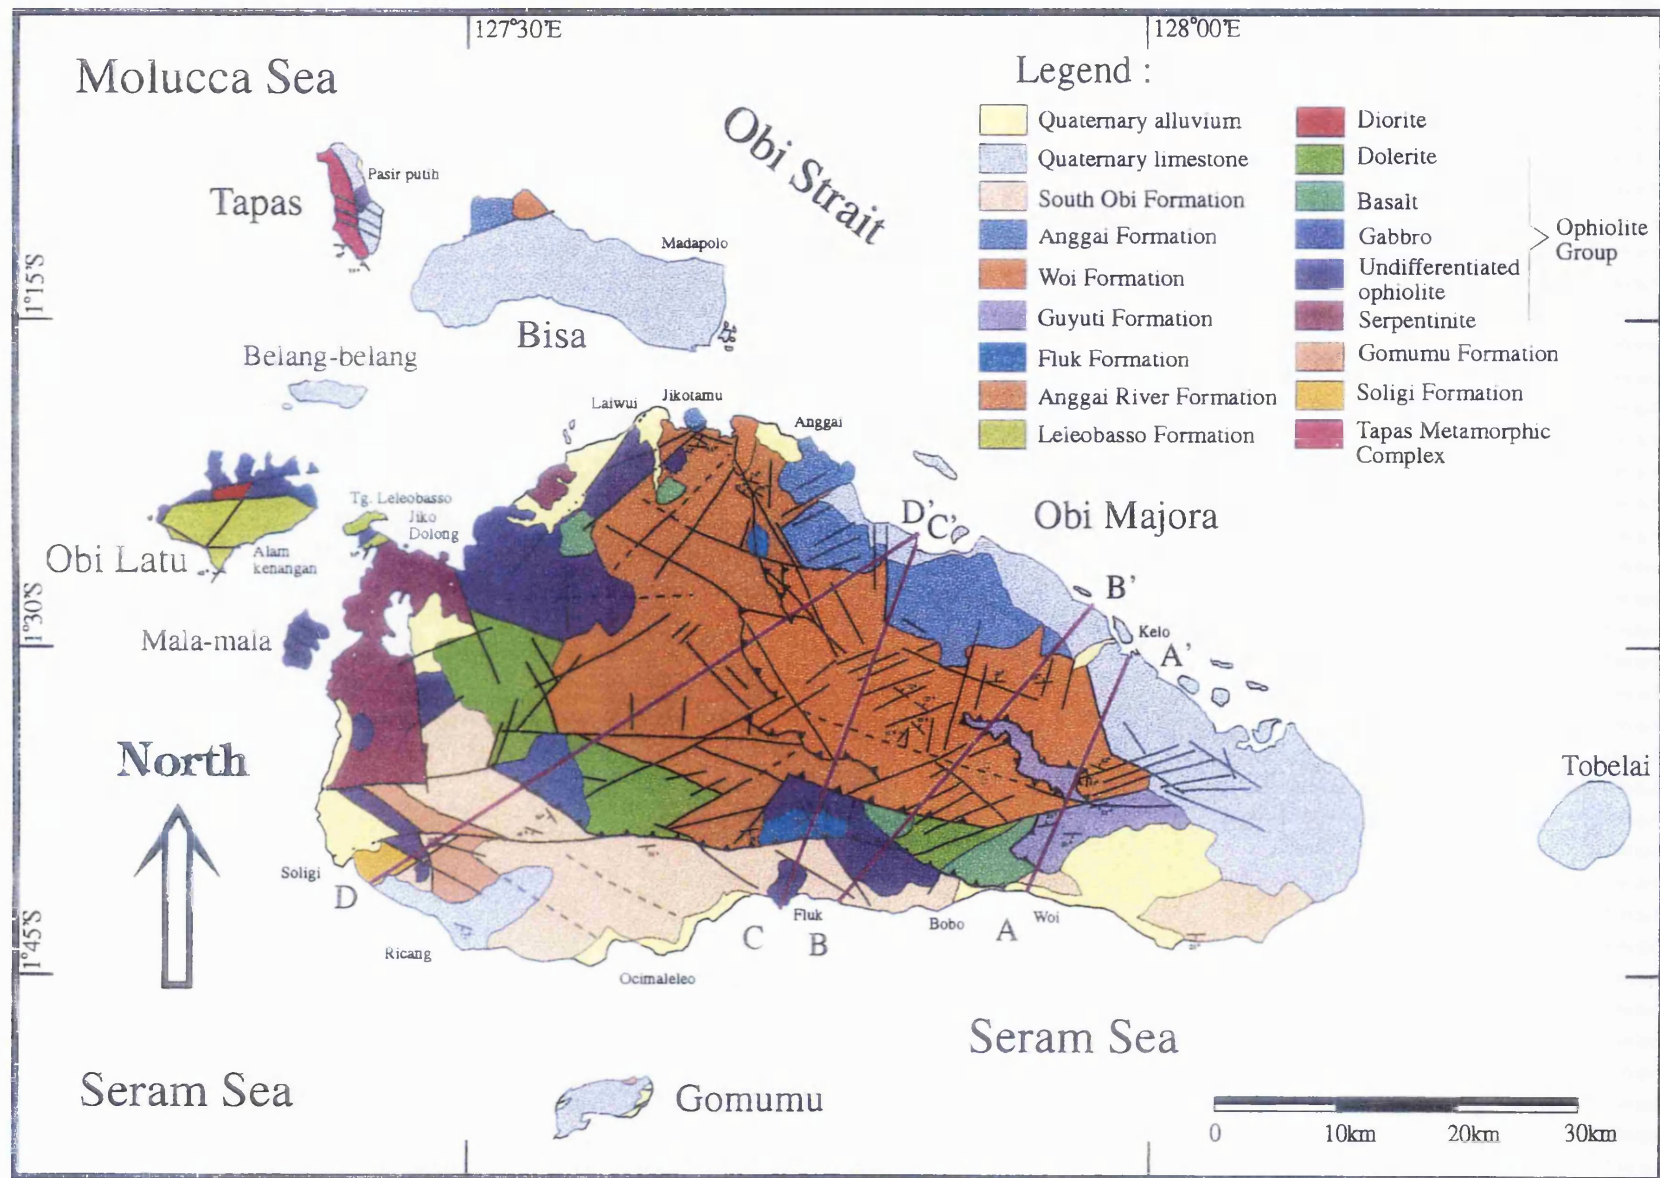 127°30'E
128°00'E
Molucca Sea
Obi Strait
Legend :
Quaternary alluvium
Quaternary limestone
South Obi Formation
Anggai Formation
Woi Formation
Guyuti Formation
Fluk Formation
Anggai River Formation
Leleobasso Formation
Diorite
Dolerite
Basalt
Gabbro
Undifferentiated
ophiolite
Serpentinite
Gomumu Formation
Soligi Formation
Tapas Metamorphic
Complex
Ophiolite
Group
Pasir putih
Tapas
Madapolo
1°15'S
Bisa
Belang-belang
Laiwui
Jikotamu
Anggai
Tg. Leleobasso
Jiko
Dolong
D'
C'
Obi Majora
Obi Latu
Alam
kenangan
B'
1°30'S
Mala-mala
Kelo
A'
North
Tobelai
Soligi
D
1°45'S
Ricang
C
Fluk
B
Bobo
A
Woi
Ocimaleleo
Seram Sea
Seram Sea
Gomumu
0
10km
20km
30km